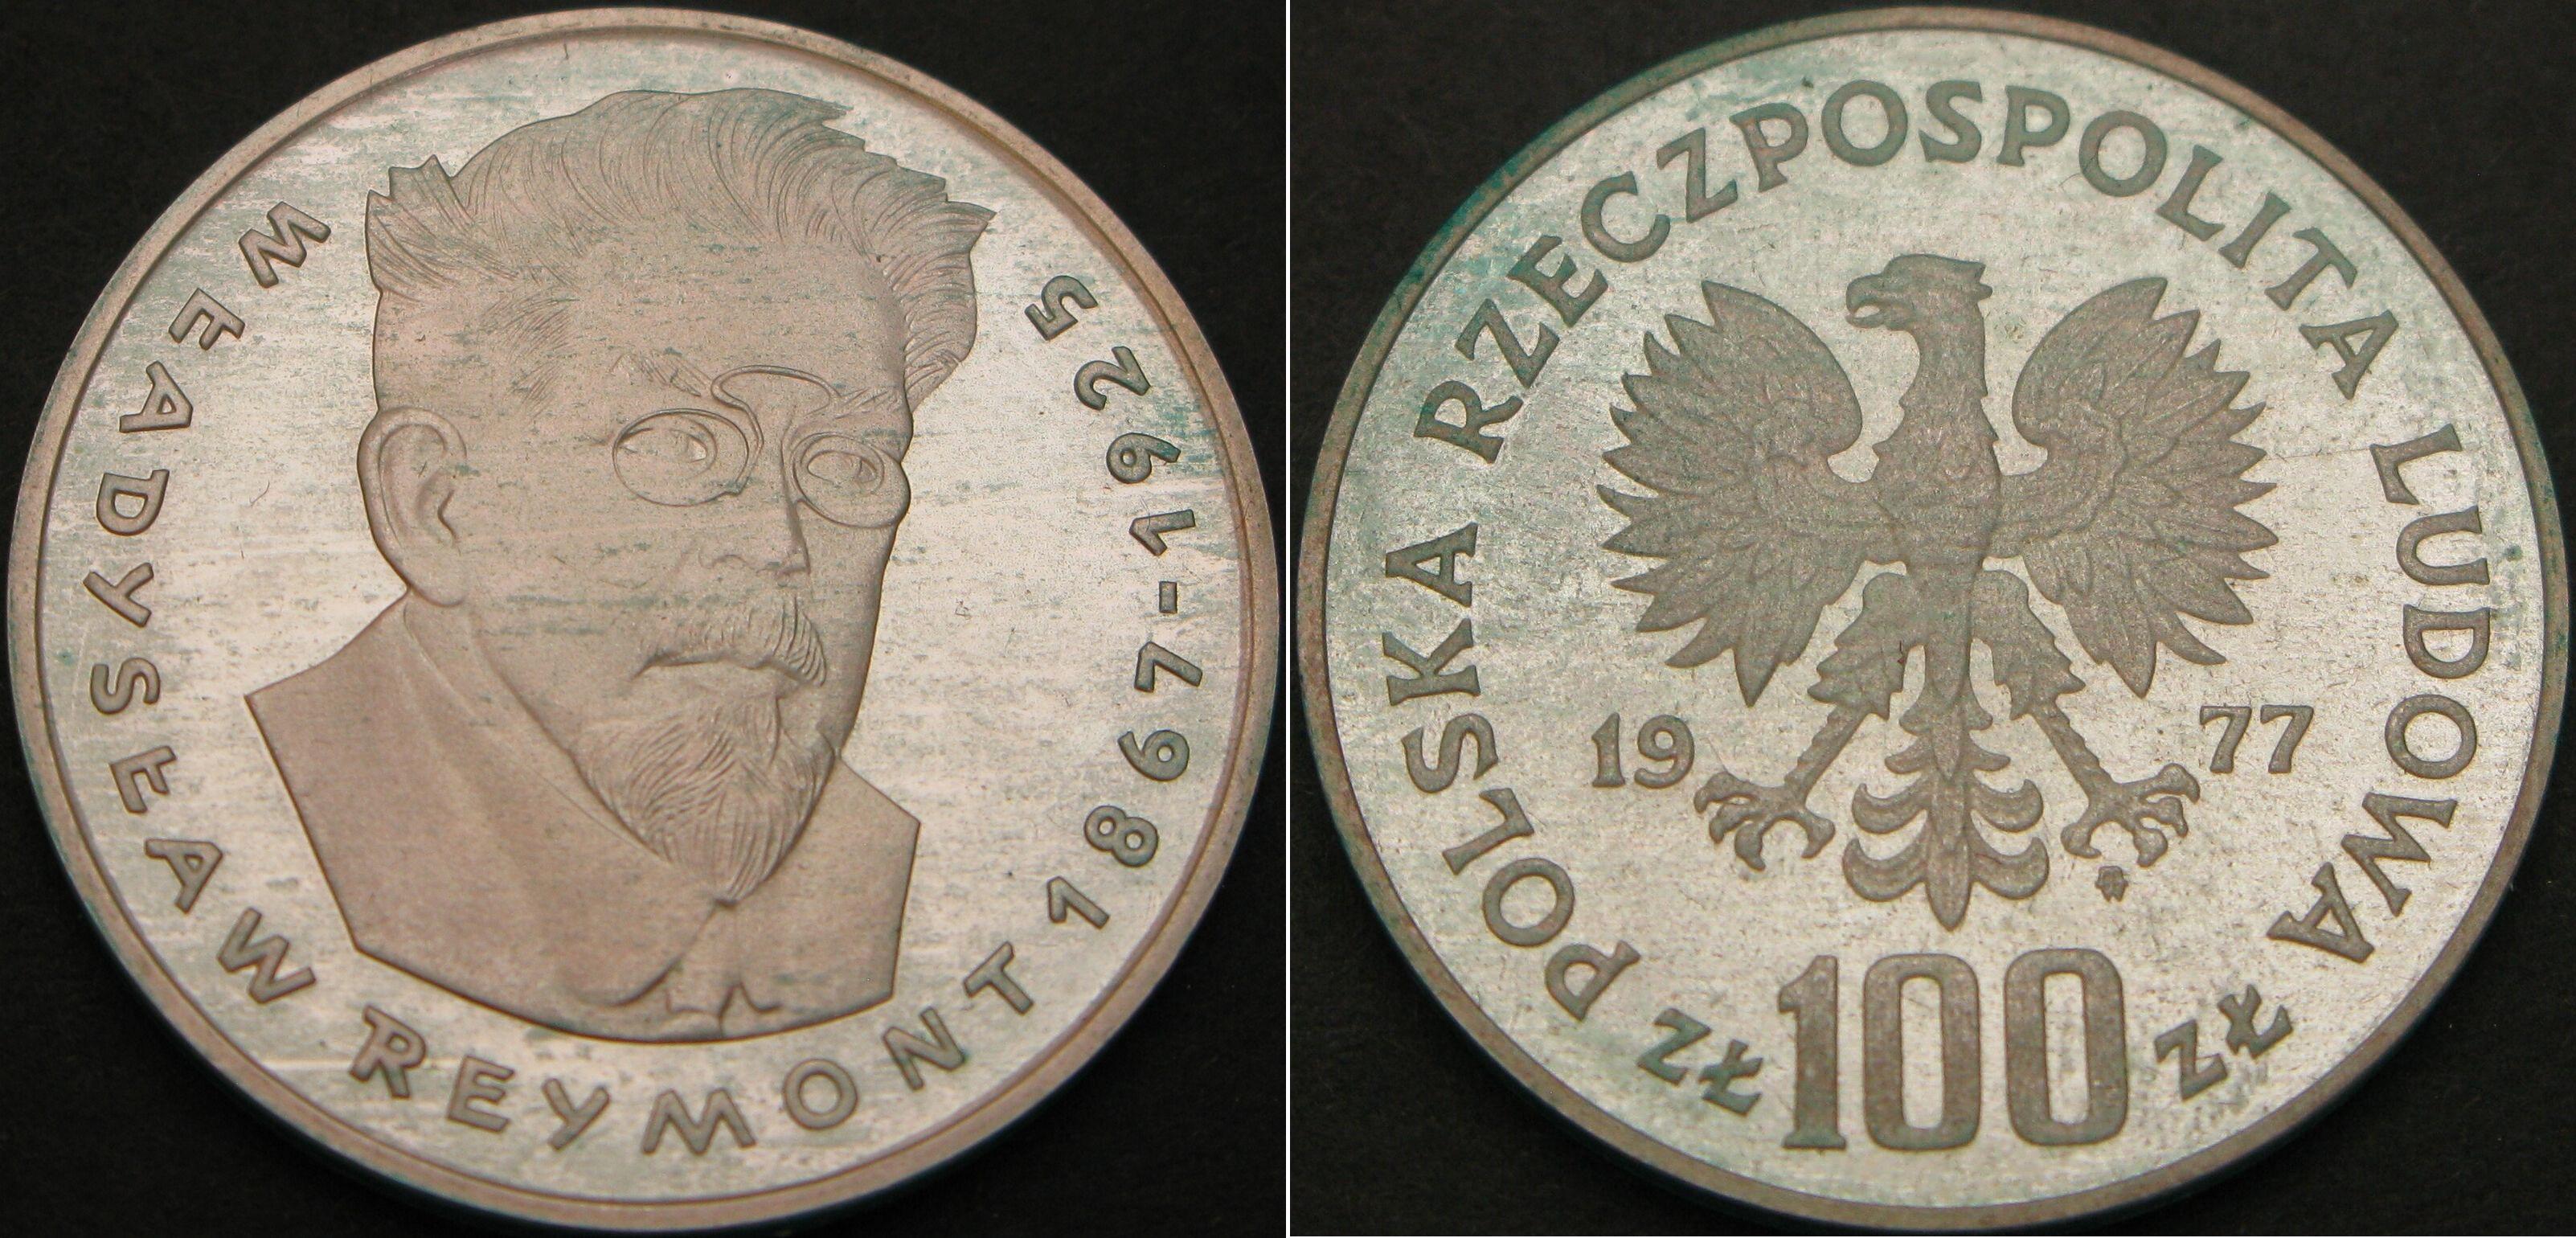 WŁADYSŁAW REYMONT 1867-1925
POLSKA RZECZPOSPOLITA LUDOWA
19 77
ZŁ 100 ZŁ